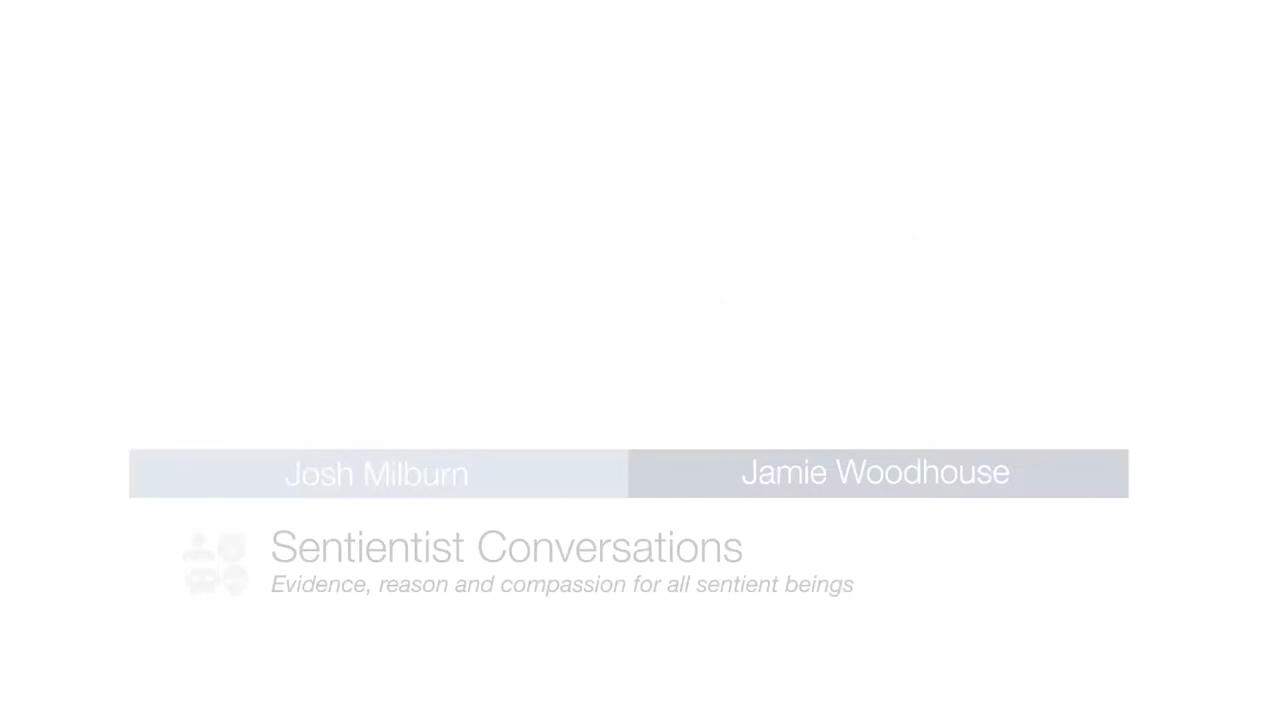 Josh Milburn
Jamie Woodhouse
Sentientist Conversations
Evidence, reason and compassion for all sentient beings